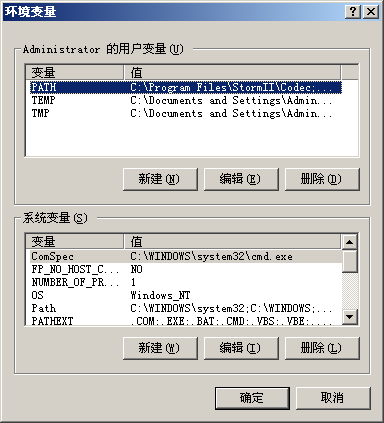 环境变量
Administrator 的用户变量(U)
变量 值
PATH C:\Program Files\StormII\Codec;...
TEMP C:\Documents and Settings\Admin...
TMP C:\Documents and Settings\Admin...
新建(N) 编辑(E) 删除(D)
系统变量(S)
变量 值
ComSpec C:\WINDOWS\system32\cmd.exe
FP_NO_HOST_C... NO
NUMBER_OF_PR... 1
OS Windows_NT
Path C:\WINDOWS\system32;C:\WINDOWS;...
PATHEXT .COM;.EXE;.BAT;.CMD;.VBS;.VBE;...
新建(W) 编辑(I) 删除(L)
确定 取消